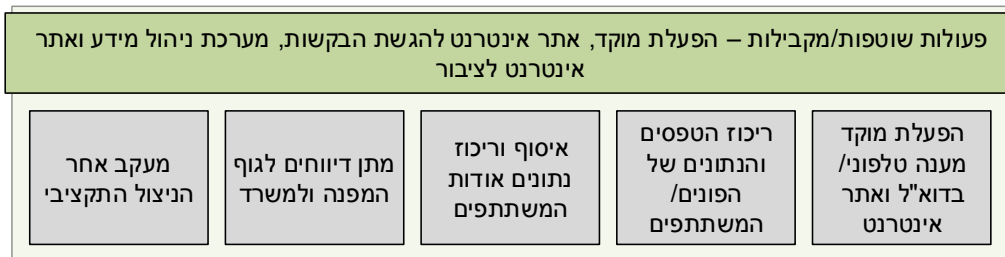 פעולות שוטפות/מקבילות – הפעלת מוקד, אתר אינטרנט להגשת הבקשות, מערכת ניהול מידע ואתר
אינטרנט לציבור
הפעלת מוקד
מענה טלפוני/
בדוא"ל ואתר
אינטרנט
ריכוז הטפסים
והנתונים של
הפונים/
המשתתפים
איסוף וריכוז
נתונים אודות
המשתתפים
מתן דיווחים לגוף
המפנה ולמשרד
מעקב אחר
הניצול התקציבי